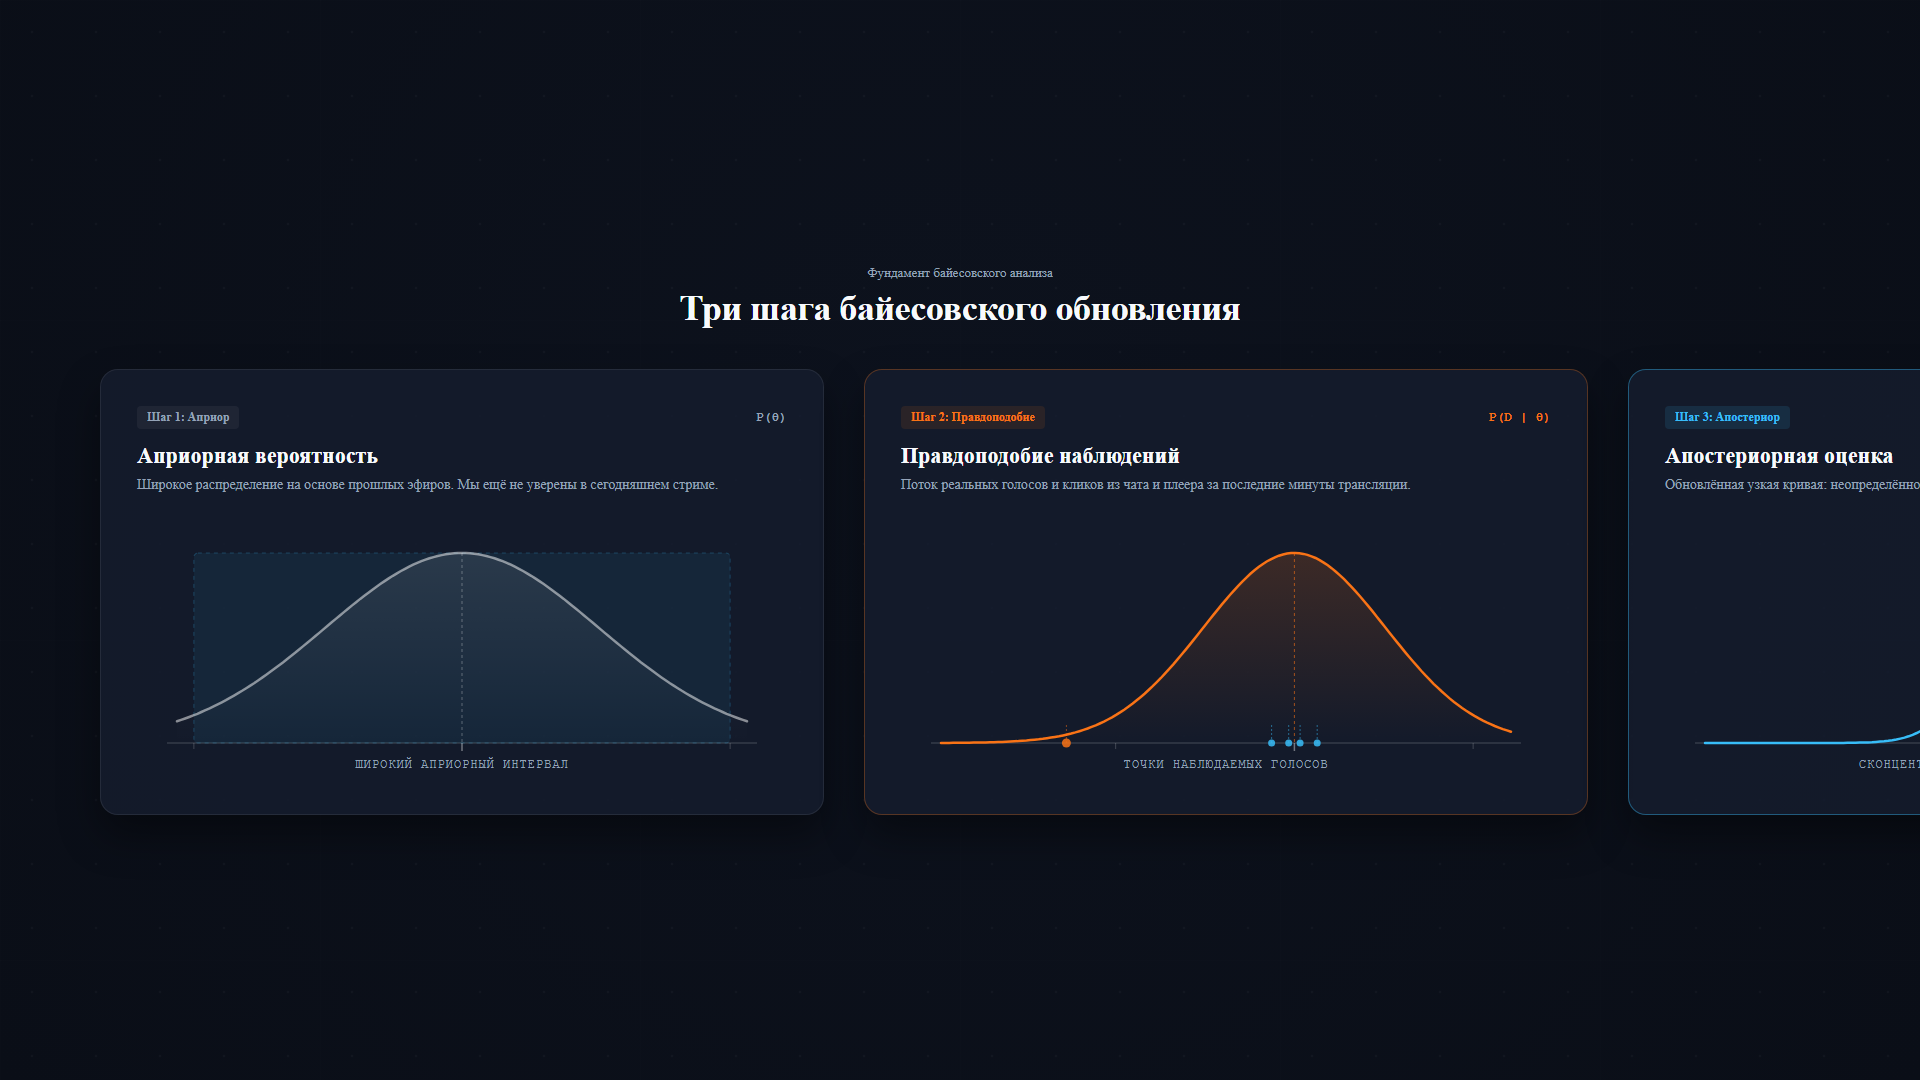 Фундамент байесовского анализа
Три шага байесовского обновления
Шаг 1: Априор
P(θ)
Априорная вероятность
Широкое распределение на основе прошлых эфиров. Мы ещё не уверены в сегодняшнем стриме.
ШИРОКИЙ АПРИОРНЫЙ ИНТЕРВАЛ
Шаг 2: Правдоподобие
P(D | θ)
Правдоподобие наблюдений
Поток реальных голосов и кликов из чата и плеера за последние минуты трансляции.
ТОЧКИ НАБЛЮДАЕМЫХ ГОЛОСОВ
Шаг 3: Апостериор
Апостериорная оценка
Обновлённая узкая кривая: